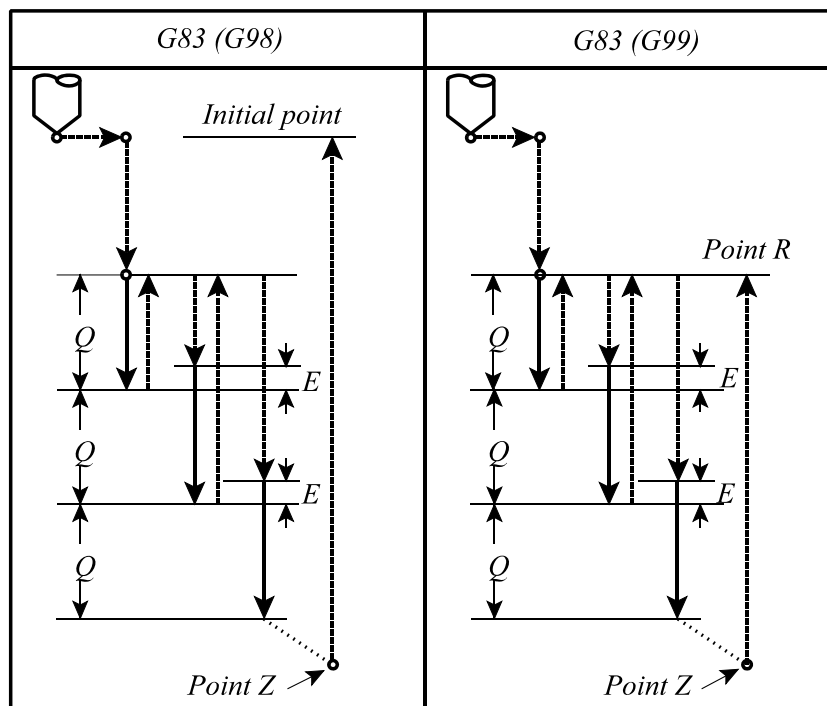 G83 (G98)
G83 (G99)
Initial point
Q
E
Q
E
Q
Point Z
Point R
Q
E
Q
E
Q
Point Z